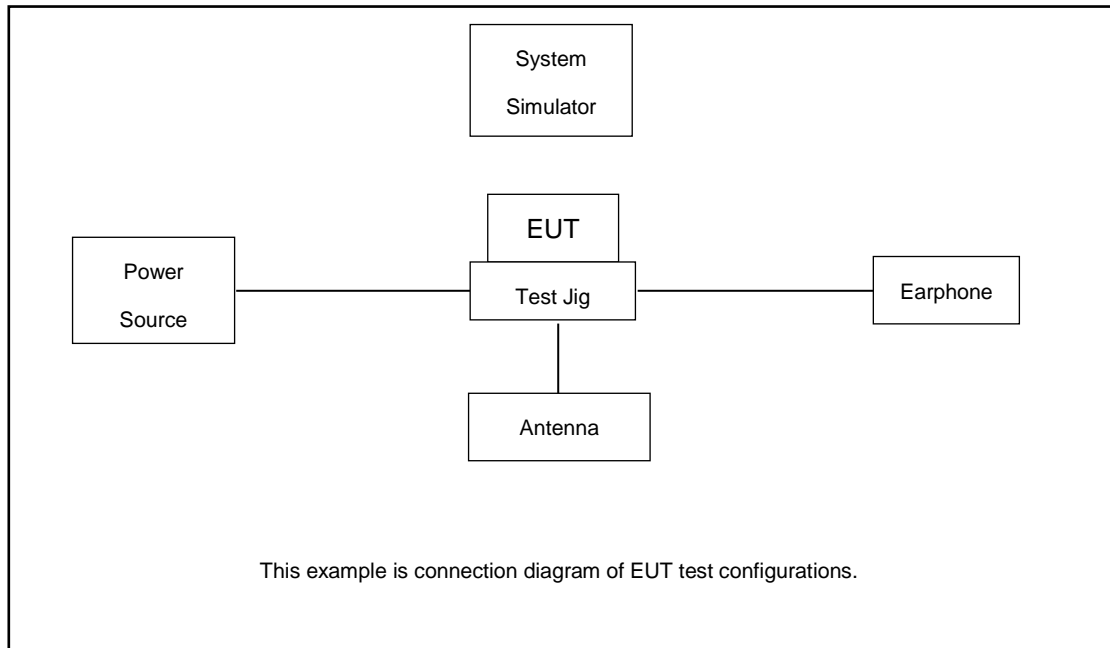 System
Simulator
EUT
Power
Source
Test Jig
Earphone
Antenna
This example is connection diagram of EUT test configurations.